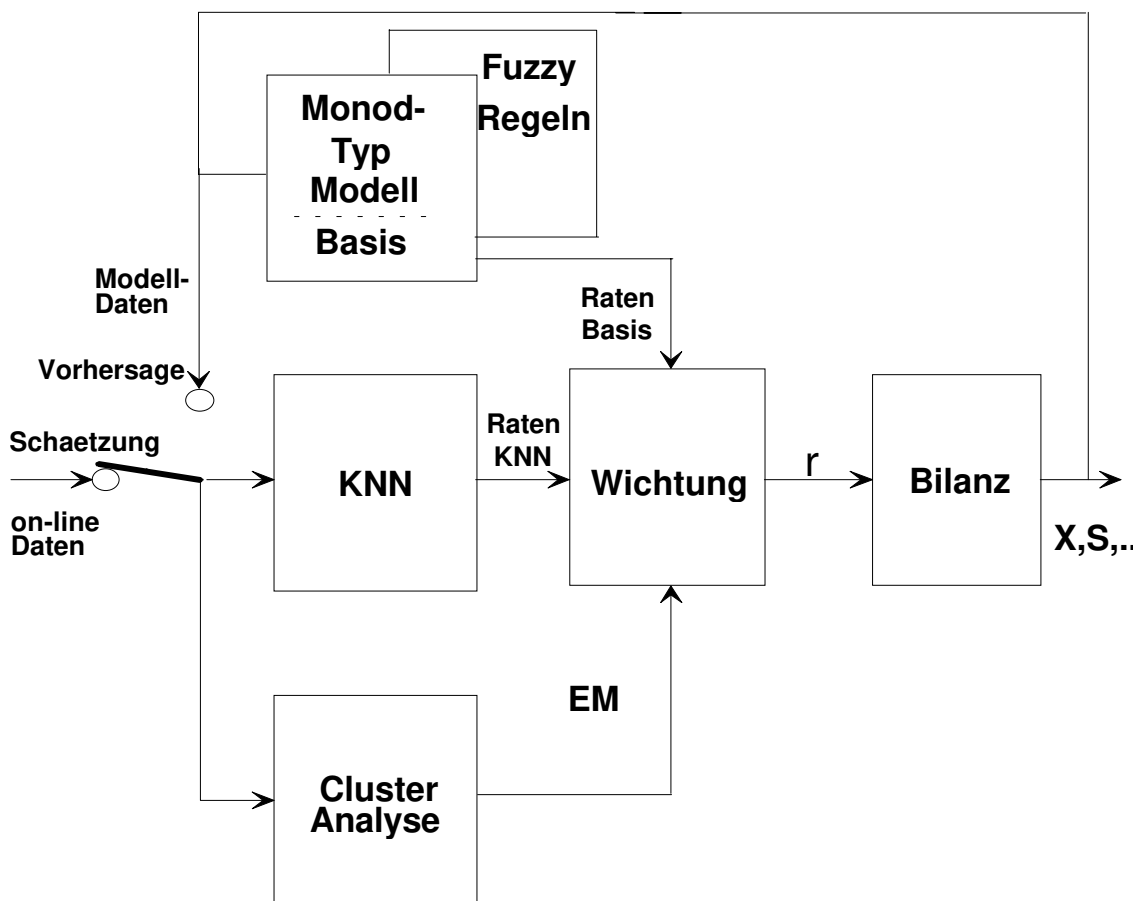 Fuzzy
Regeln
Monod-
Typ
Modell
Basis
Modell-
Daten
Raten
Basis
Vorhersage
Schaetzung
on-line
Daten
KNN
Raten
KNN
Wichtung
r
Bilanz
X,S,..
EM
Cluster
Analyse